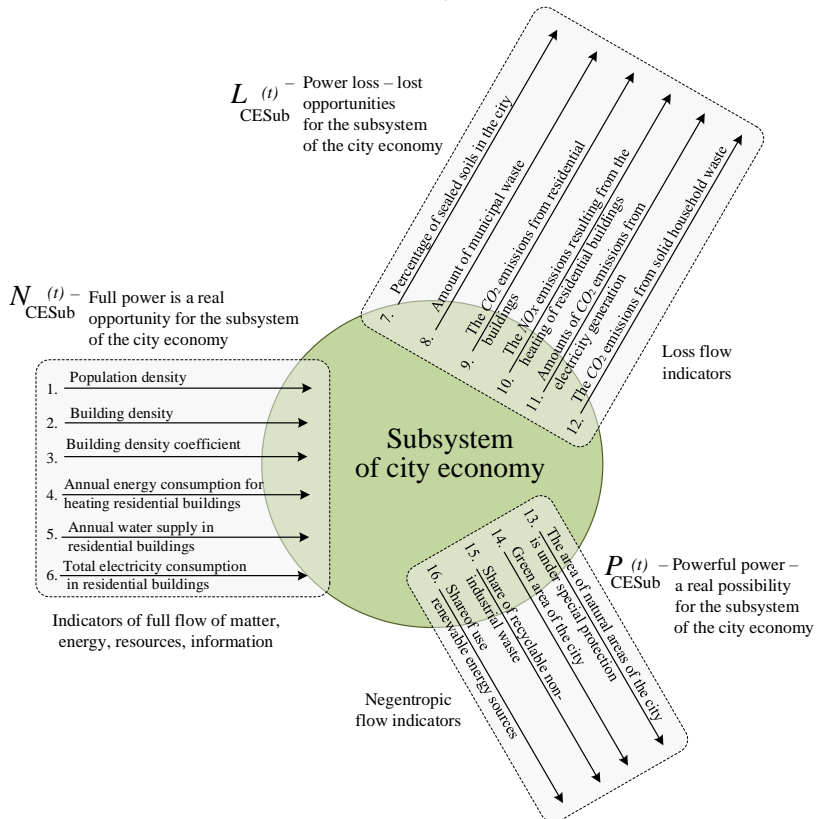 L (t) –
CESub
Power loss – lost
opportunities
for the subsystem
of the city economy
7. Percentage of sealed soils in the city
8. Amount of municipal waste
9. The CO2 emissions from residential
buildings
10. The NOx emissions resulting from the
heating of residential buildings
11. Amounts of CO2 emissions from
electricity generation
12. The CO2 emissions from solid household waste
Loss flow
indicators
N (t) –
CESub
Full power is a real
opportunity for the subsystem
of the city economy
1. Population density
2. Building density
3. Building density coefficient
4. Annual energy consumption for
heating residential buildings
5. Annual water supply in
residential buildings
6. Total electricity consumption
in residential buildings
Indicators of full flow of matter,
energy, resources, information
Subsystem
of city economy
13. The area of natural areas of the city
is under special protection
14. Green area of the city
15. Share of recyclable non-
industrial waste
16. Share of use
renewable energy sources
P (t) –
CESub
Powerful power –
a real possibility
for the subsystem
of the city economy
Negentropic
flow indicators